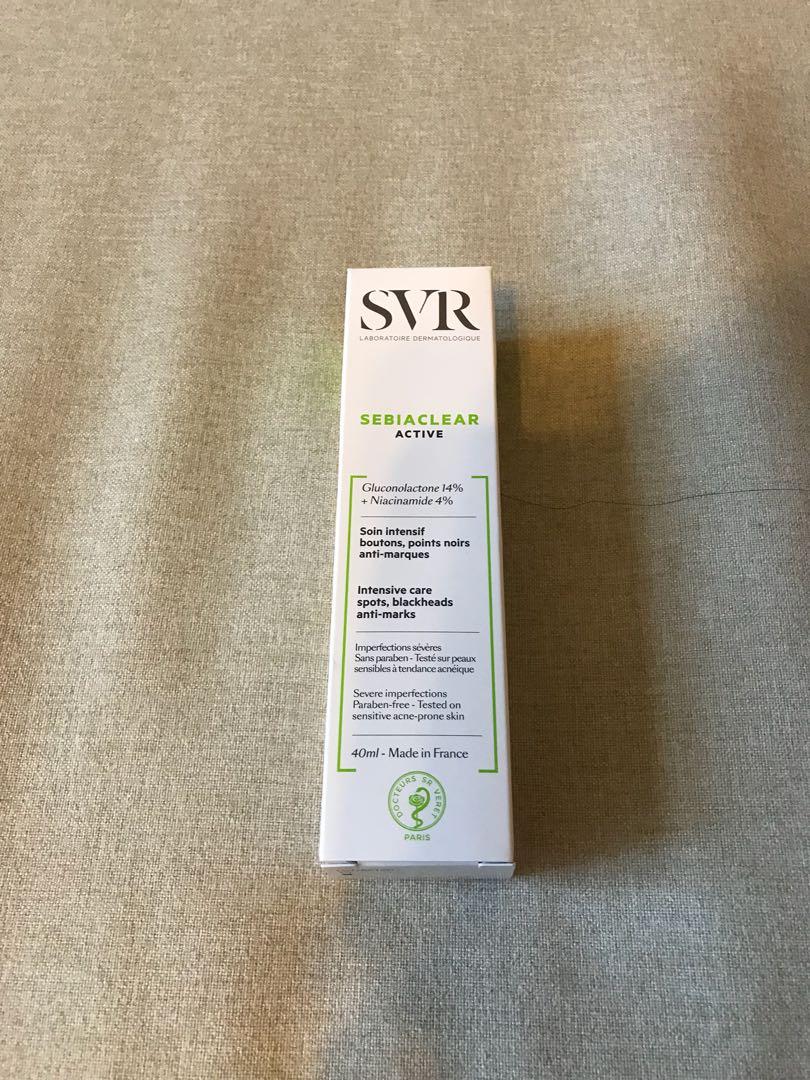 SVR
LABORATOIRE DERMATOLOGIQUE
SEBIACLEAR
ACTIVE
Gluconolactone 14%
+ Niacinamide 4%
Soin intensif
boutons, points noirs
anti-marques
Intensive care
spots, blackheads
anti-marks
Imperfections sévères
Sans paraben - Testé sur peaux
sensibles à tendance acnéique
Severe imperfections
Paraben-free - Tested on
sensitive acne-prone skin
40ml - Made in France
DOCTEURS SR VERET
PARIS